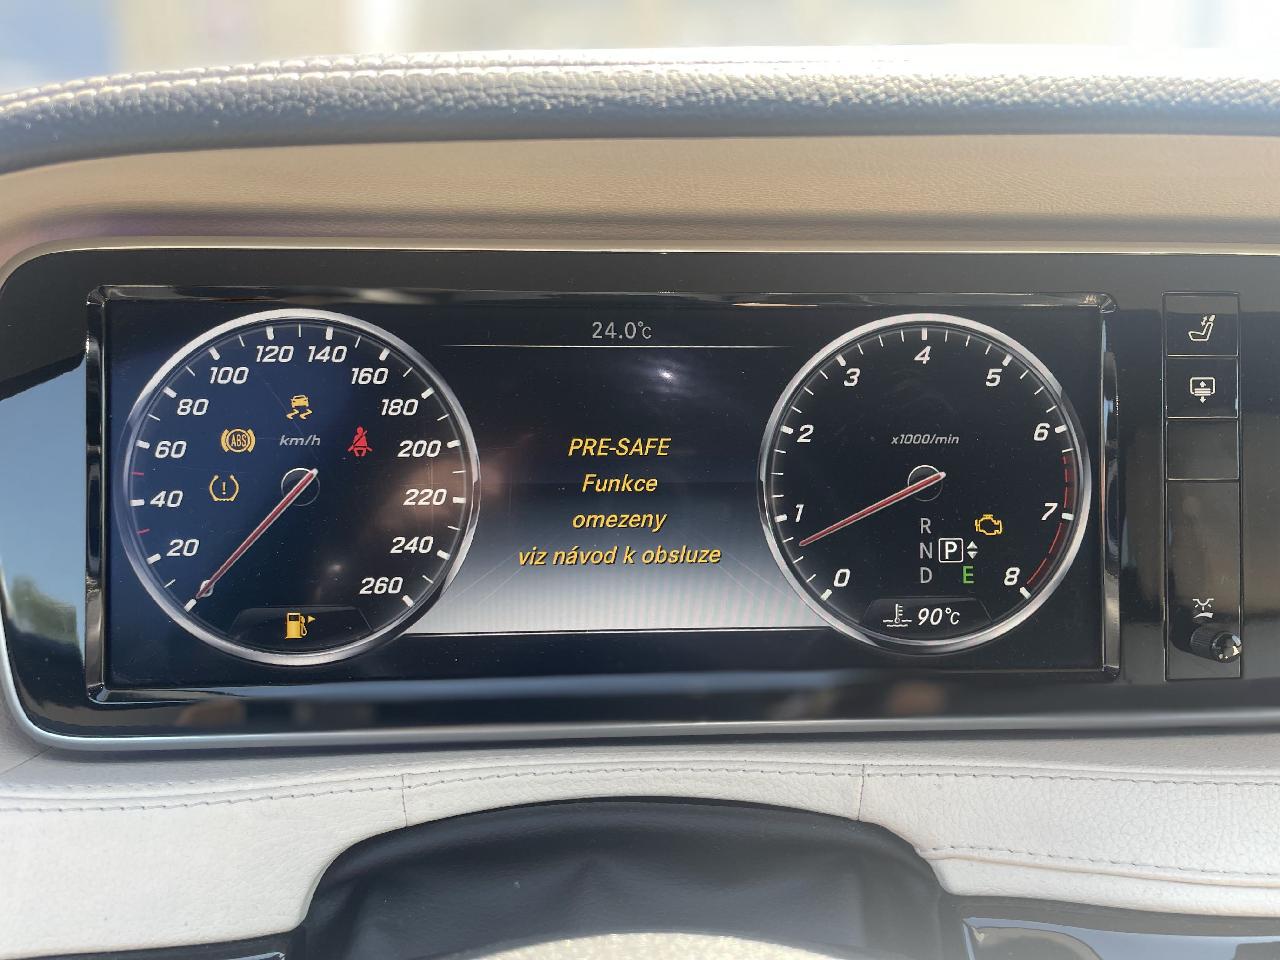 24.0°C
120 140
100 160
80 180
60 ABS km/h 200
40 ! 220
20 240
260
PRE-SAFE
Funkce
omezeny
viz návod k obsluze
4
3 5
2 x1000/min 6
1 7
0 8
R
N P
D E
90°C